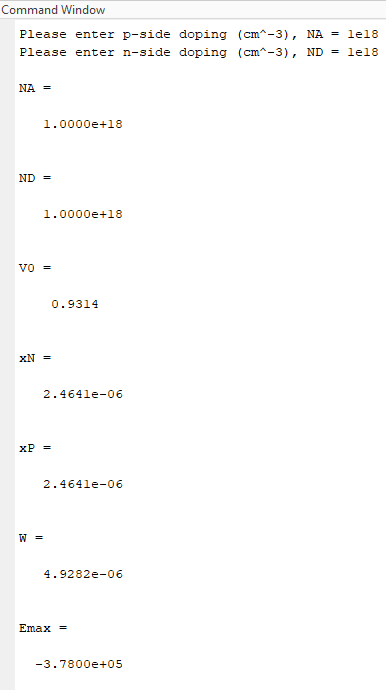 Command Window
Please enter p-side doping (cm^-3), NA = 1e18
Please enter n-side doping (cm^-3), ND = 1e18
NA =
1.0000e+18
ND =
1.0000e+18
V0 =
0.9314
xN =
2.4641e-06
xP =
2.4641e-06
W =
4.9282e-06
Emax =
-3.7800e+05